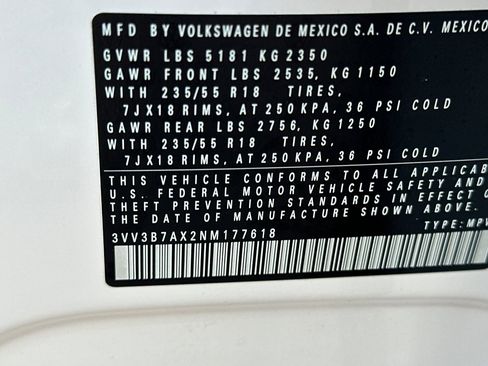 MFD BY VOLKSWAGEN DE MEXICO S.A. DE C.V. MEXICO
GVWR LBS 5181 KG 2350
GAWR FRONT LBS 2535, KG 1150
WITH 235/55 R18 TIRES,
7JX18 RIMS, AT 250 KPA, 36 PSI COLD
GAWR REAR LBS 2756, KG 1250
WITH 235/55 R18 TIRES,
7JX18 RIMS, AT 250 KPA, 36 PSI COLD
THIS VEHICLE CONFORMS TO ALL APPLICABL
U.S. FEDERAL MOTOR VEHICLE SAFETY AND
THEFT PREVENTION STANDARDS IN EFFECT O
THE DATE OF MANUFACTURE SHOWN ABOVE.
3VV3B7AX2NM177618 TYPE: MPV